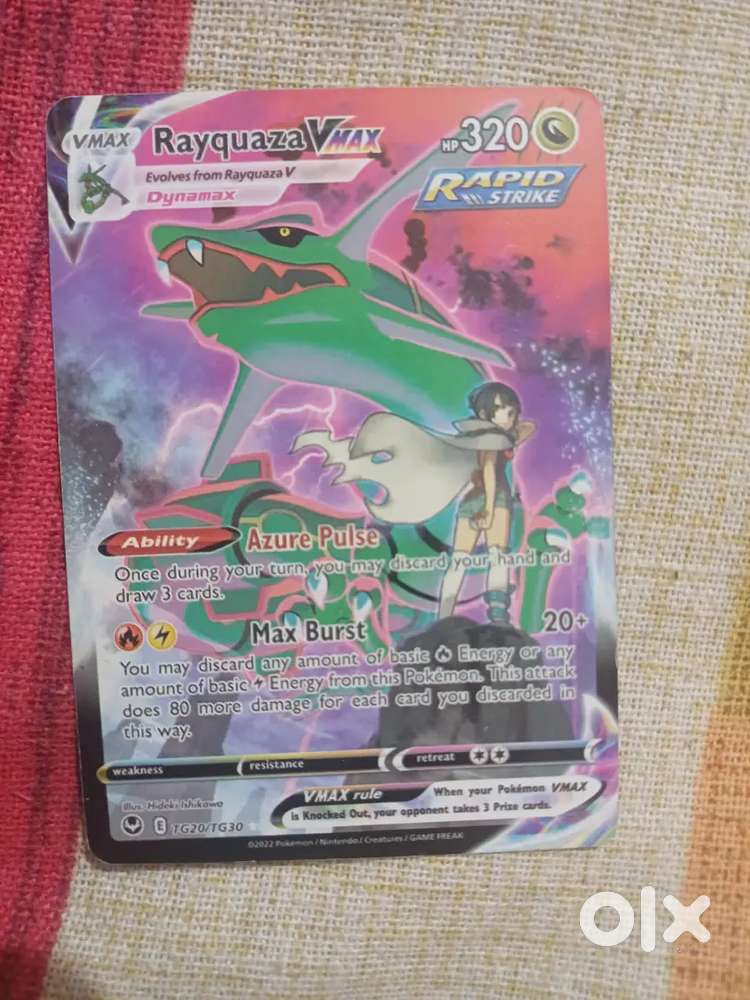 VMAX RayquazaVMAX HP320
Evolves from Rayquaza V
Dynamax
RAPID
STRIKE
Ability Azure Pulse
Once during your turn, you may discard your hand and
draw 3 cards.
Max Burst 20+
You may discard any amount of basic Energy or any
amount of basic Energy from this Pokémon. This attack
does 80 more damage for each card you discarded in
this way.
weakness resistance retreat
Illus. Hideki Ishikawa
VMAX rule When your Pokémon VMAX
is Knocked Out, your opponent takes 3 Prize cards.
E TG20/TG30
©2022 Pokémon / Nintendo / Creatures / GAME FREAK
olx